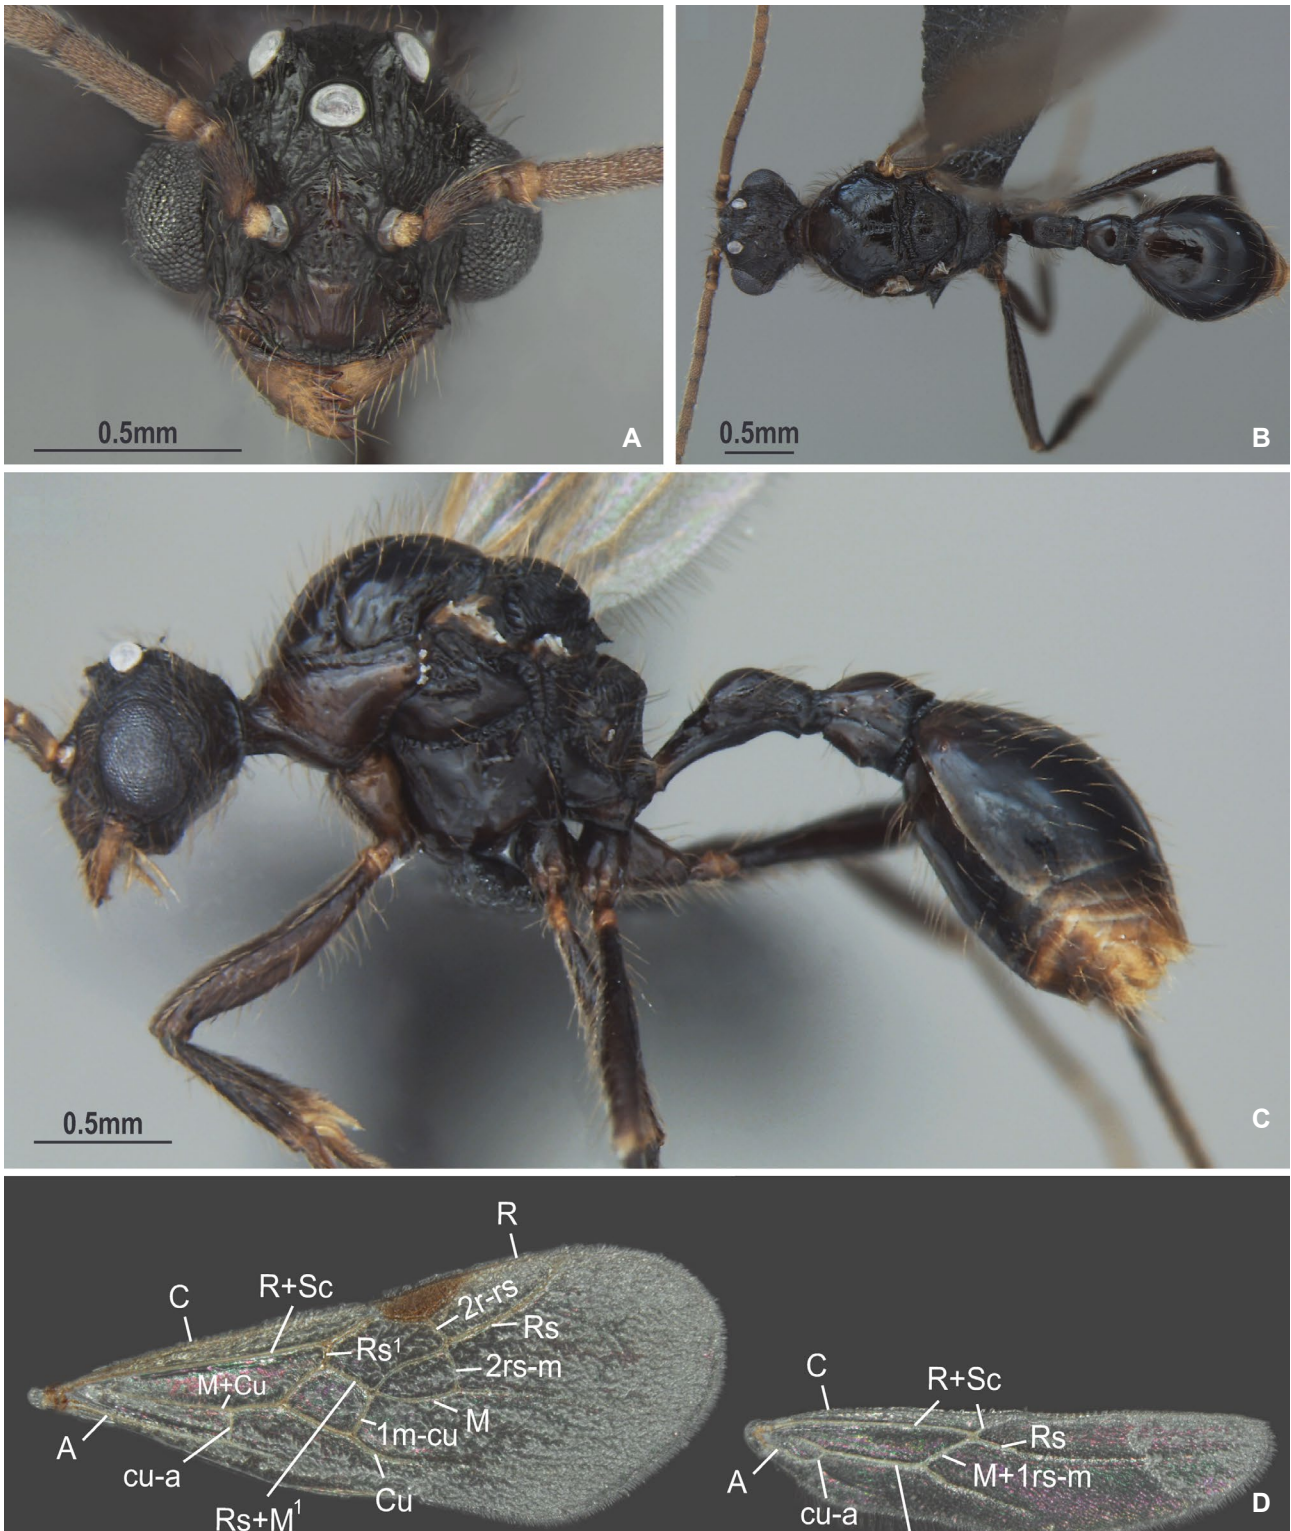 0.5mm
A
0.5mm
B
0.5mm
C
R
R+Sc
C
2r-rs
Rs
Rs¹
2rs-m
M+Cu
M
1m-cu
A
cu-a
Cu
Rs+M¹
C
R+Sc
Rs
M+1rs-m
A
cu-a
D